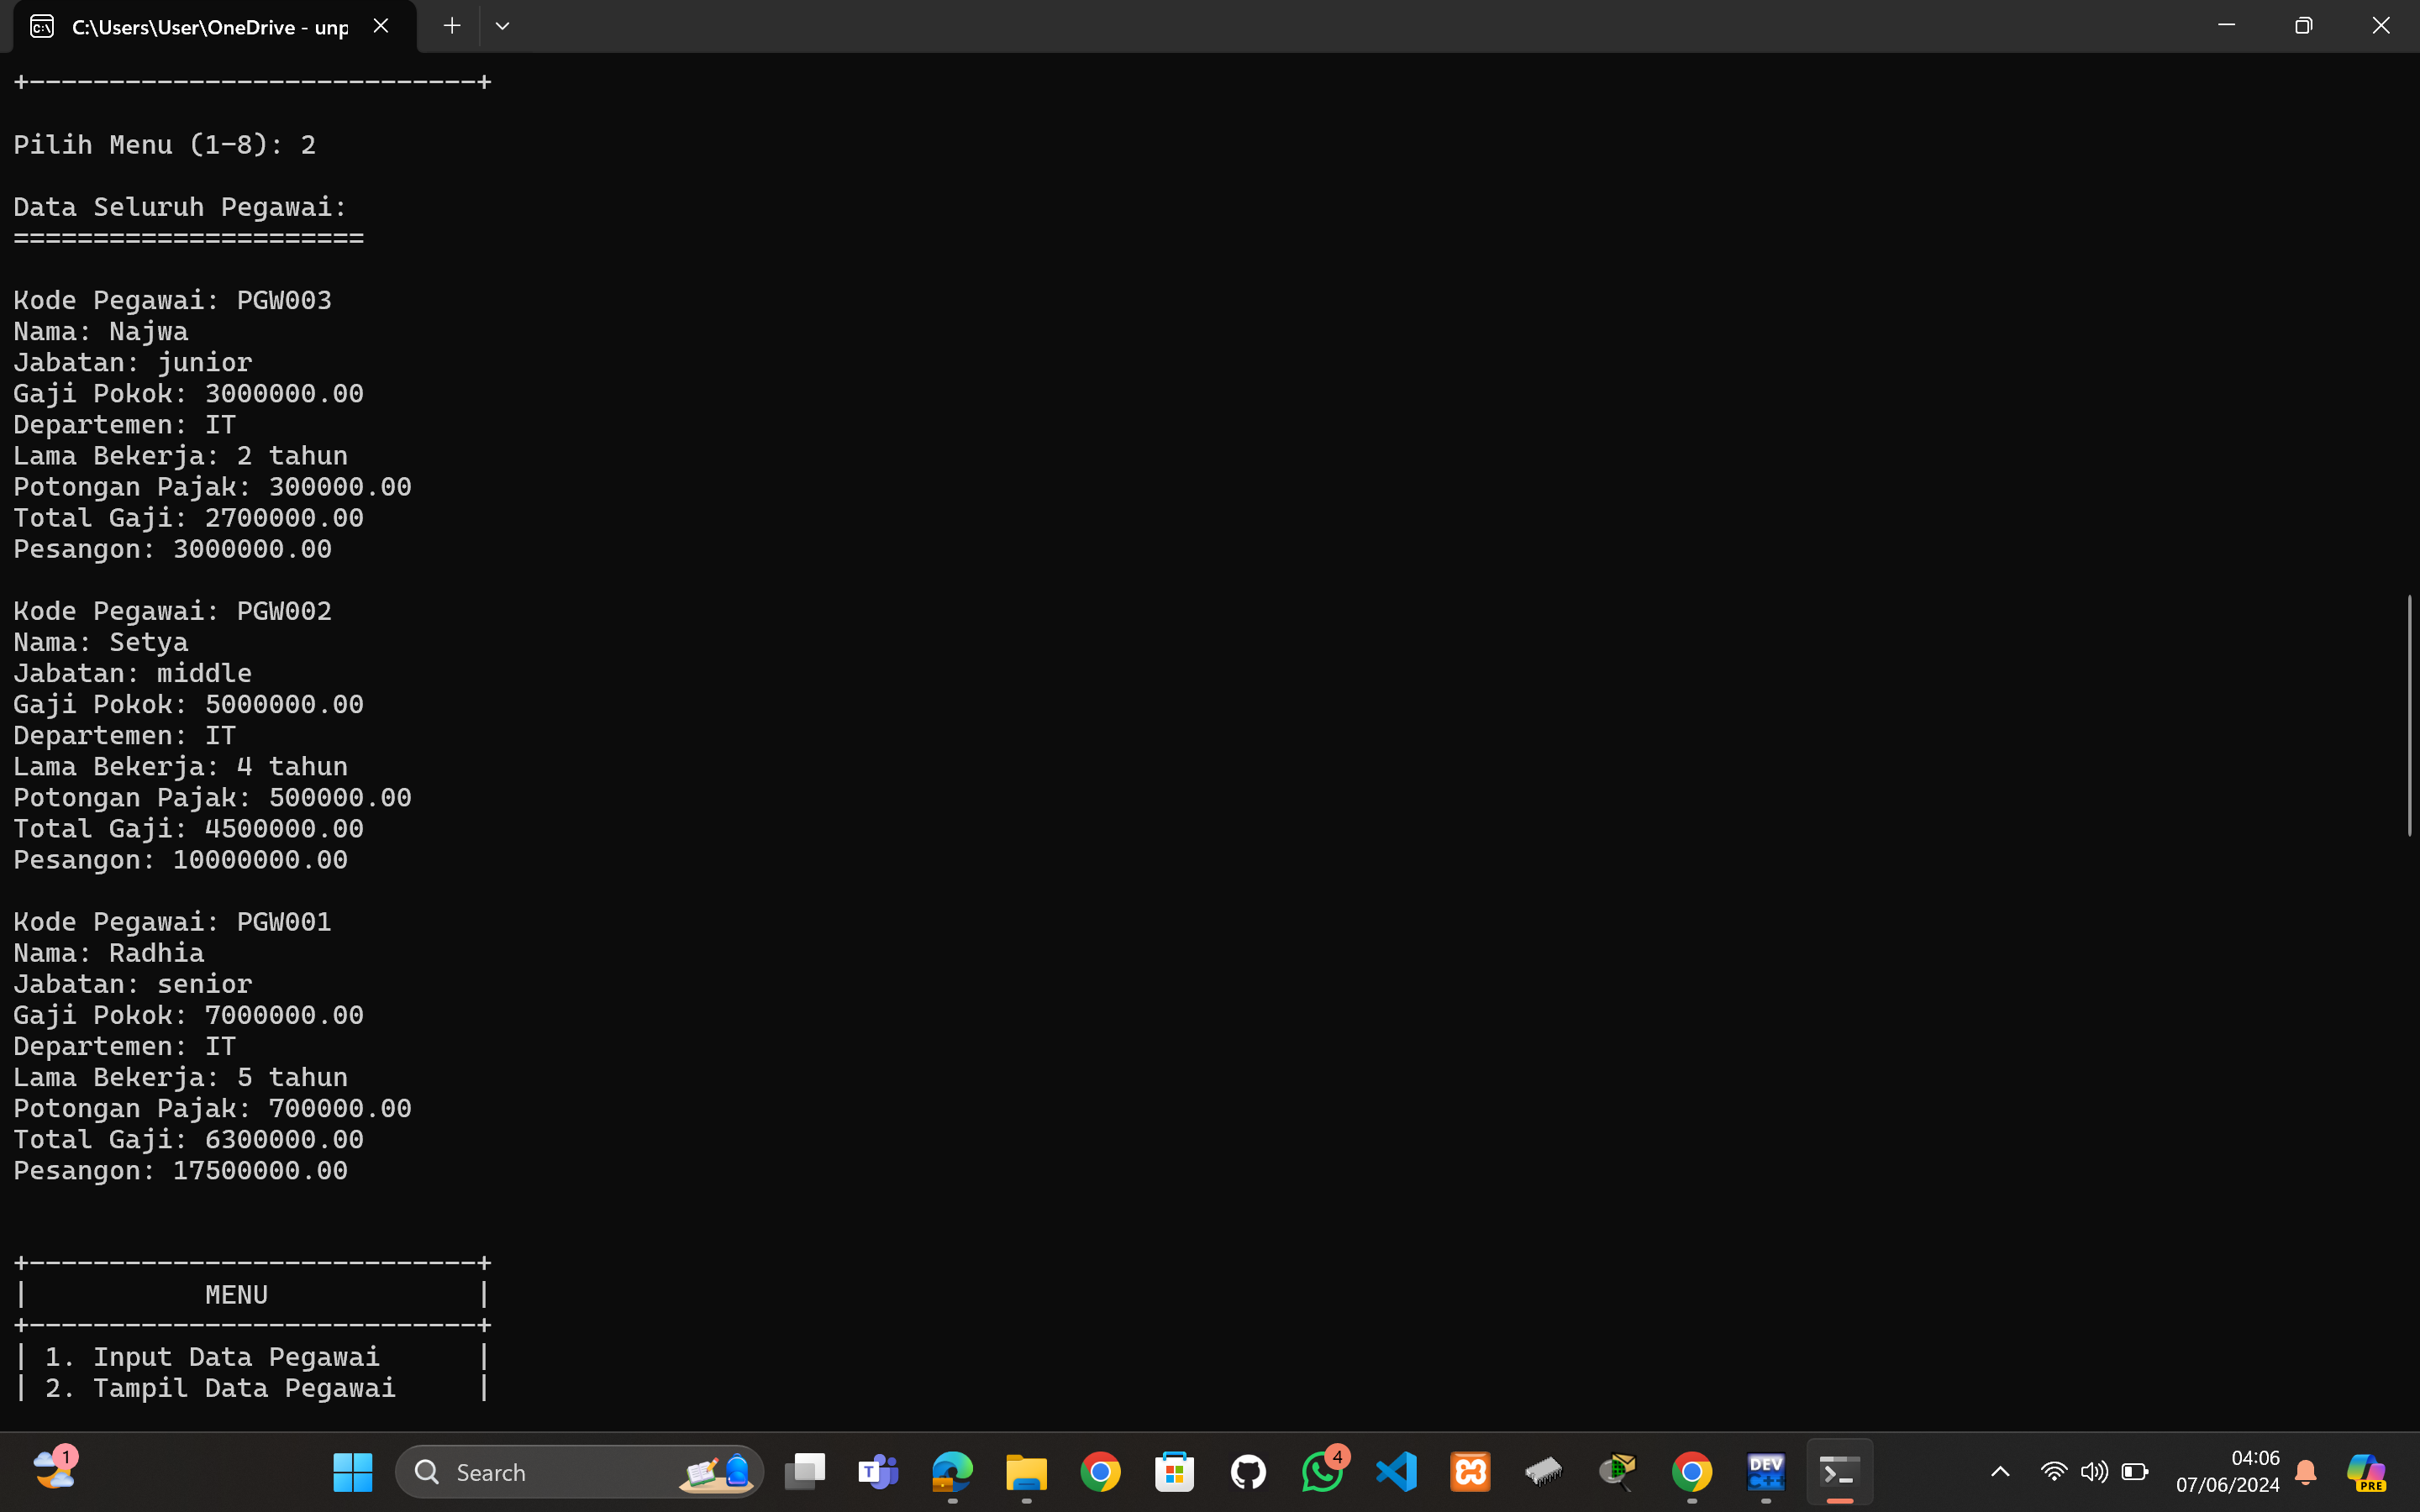 C:\Users\User\OneDrive - unp
+----------------------------+
Pilih Menu (1-8): 2
Data Seluruh Pegawai:
======================
Kode Pegawai: PGW003
Nama: Najwa
Jabatan: junior
Gaji Pokok: 3000000.00
Departemen: IT
Lama Bekerja: 2 tahun
Potongan Pajak: 300000.00
Total Gaji: 2700000.00
Pesangon: 3000000.00
Kode Pegawai: PGW002
Nama: Setya
Jabatan: middle
Gaji Pokok: 5000000.00
Departemen: IT
Lama Bekerja: 4 tahun
Potongan Pajak: 500000.00
Total Gaji: 4500000.00
Pesangon: 10000000.00
Kode Pegawai: PGW001
Nama: Radhia
Jabatan: senior
Gaji Pokok: 7000000.00
Departemen: IT
Lama Bekerja: 5 tahun
Potongan Pajak: 700000.00
Total Gaji: 6300000.00
Pesangon: 17500000.00
+----------------------------+
| MENU |
+----------------------------+
| 1. Input Data Pegawai |
| 2. Tampil Data Pegawai |
1
Search
T
4
DEV
C++
04:06
07/06/2024
PRE